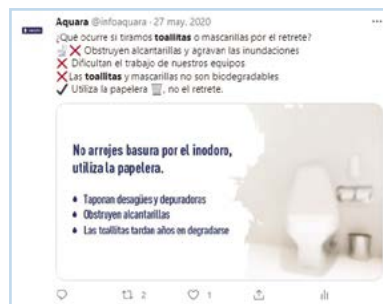 Aquara @infoaquara · 27 may. 2020
¿Qué ocurre si tiramos toallitas o mascarillas por el retrete?
❌ Obstruyen alcantarillas y agravan las inundaciones
❌ Dificultan el trabajo de nuestros equipos
❌Las toallitas y mascarillas no son biodegradables
✔ Utiliza la papelera 🗑, no el retrete.
No arrojes basura por el inodoro,
utiliza la papelera.
Taponan desagües y depuradoras
Obstruyen alcantarillas
Las toallitas tardan años en degradarse
2 1